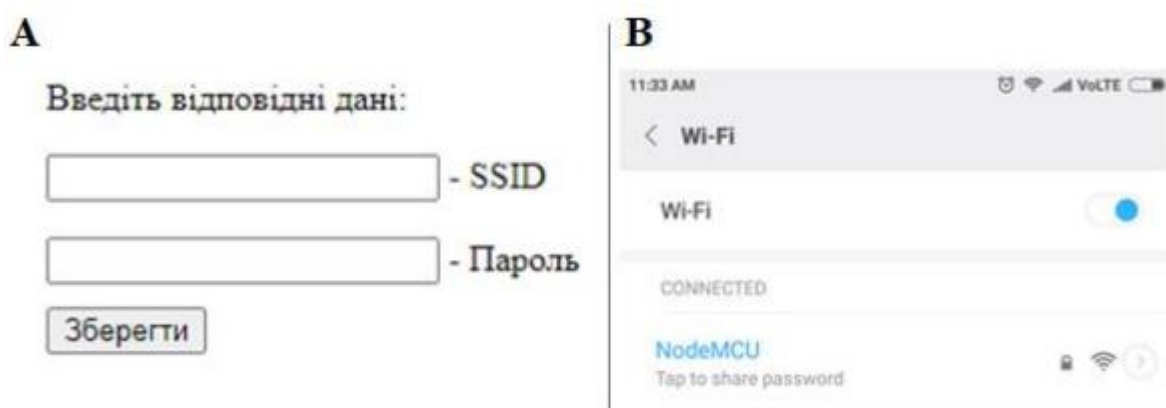 A
Введіть відповідні дані:
- SSID
- Пароль
Зберегти
B
11:33 AM VoLTE
Wi-Fi
Wi-Fi
CONNECTED
NodeMCU
Tap to share password